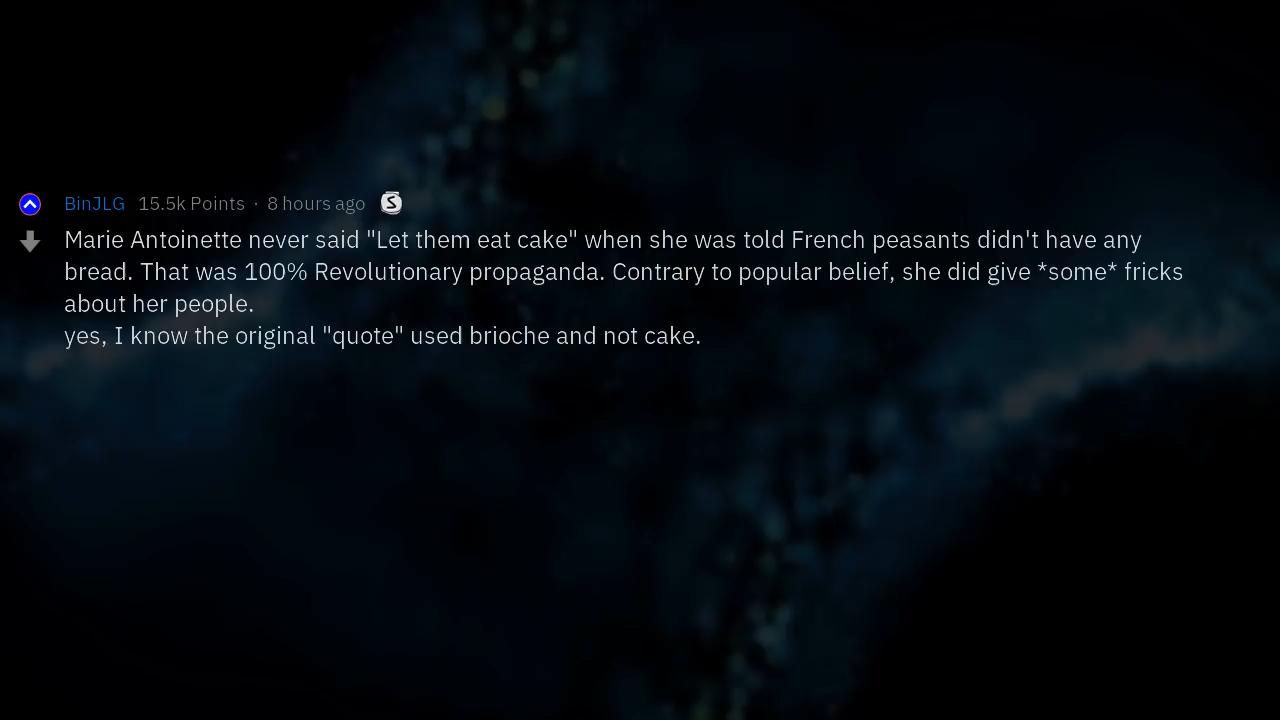 BinJLG 15.5k Points · 8 hours ago S
Marie Antoinette never said "Let them eat cake" when she was told French peasants didn't have any
bread. That was 100% Revolutionary propaganda. Contrary to popular belief, she did give *some* fricks
about her people.
yes, I know the original "quote" used brioche and not cake.